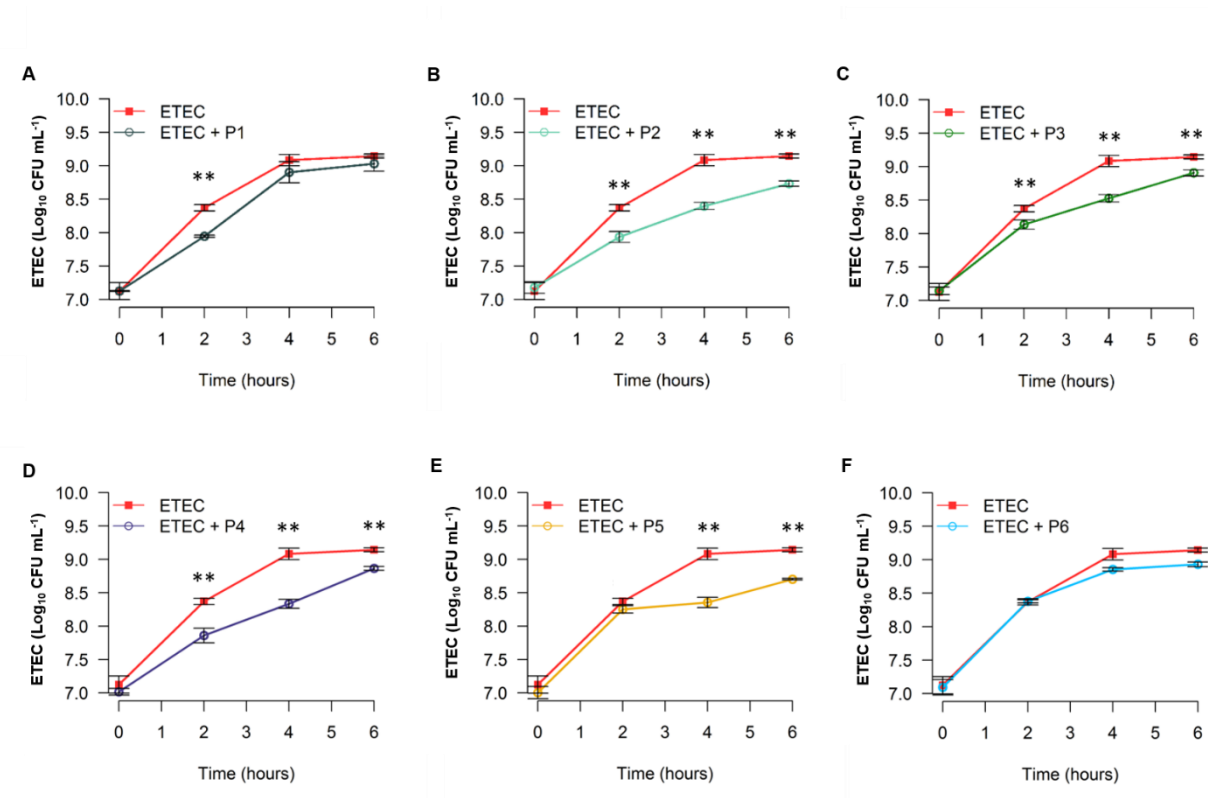 A
ETEC
ETEC + P1
10.0
9.5
9.0
8.5
8.0
7.5
7.0
**
ETEC (Log₁₀ CFU mL⁻¹)
0 1 2 3 4 5 6
Time (hours)
B
ETEC
ETEC + P2
10.0
9.5
9.0
8.5
8.0
7.5
7.0
** ** **
ETEC (Log₁₀ CFU mL⁻¹)
0 1 2 3 4 5 6
Time (hours)
C
ETEC
ETEC + P3
10.0
9.5
9.0
8.5
8.0
7.5
7.0
** ** **
ETEC (Log₁₀ CFU mL⁻¹)
0 1 2 3 4 5 6
Time (hours)
D
ETEC
ETEC + P4
10.0
9.5
9.0
8.5
8.0
7.5
7.0
** ** **
ETEC (Log₁₀ CFU mL⁻¹)
0 1 2 3 4 5 6
Time (hours)
E
ETEC
ETEC + P5
10.0
9.5
9.0
8.5
8.0
7.5
7.0
** **
ETEC (Log₁₀ CFU mL⁻¹)
0 1 2 3 4 5 6
Time (hours)
F
ETEC
ETEC + P6
10.0
9.5
9.0
8.5
8.0
7.5
7.0
ETEC (Log₁₀ CFU mL⁻¹)
0 1 2 3 4 5 6
Time (hours)